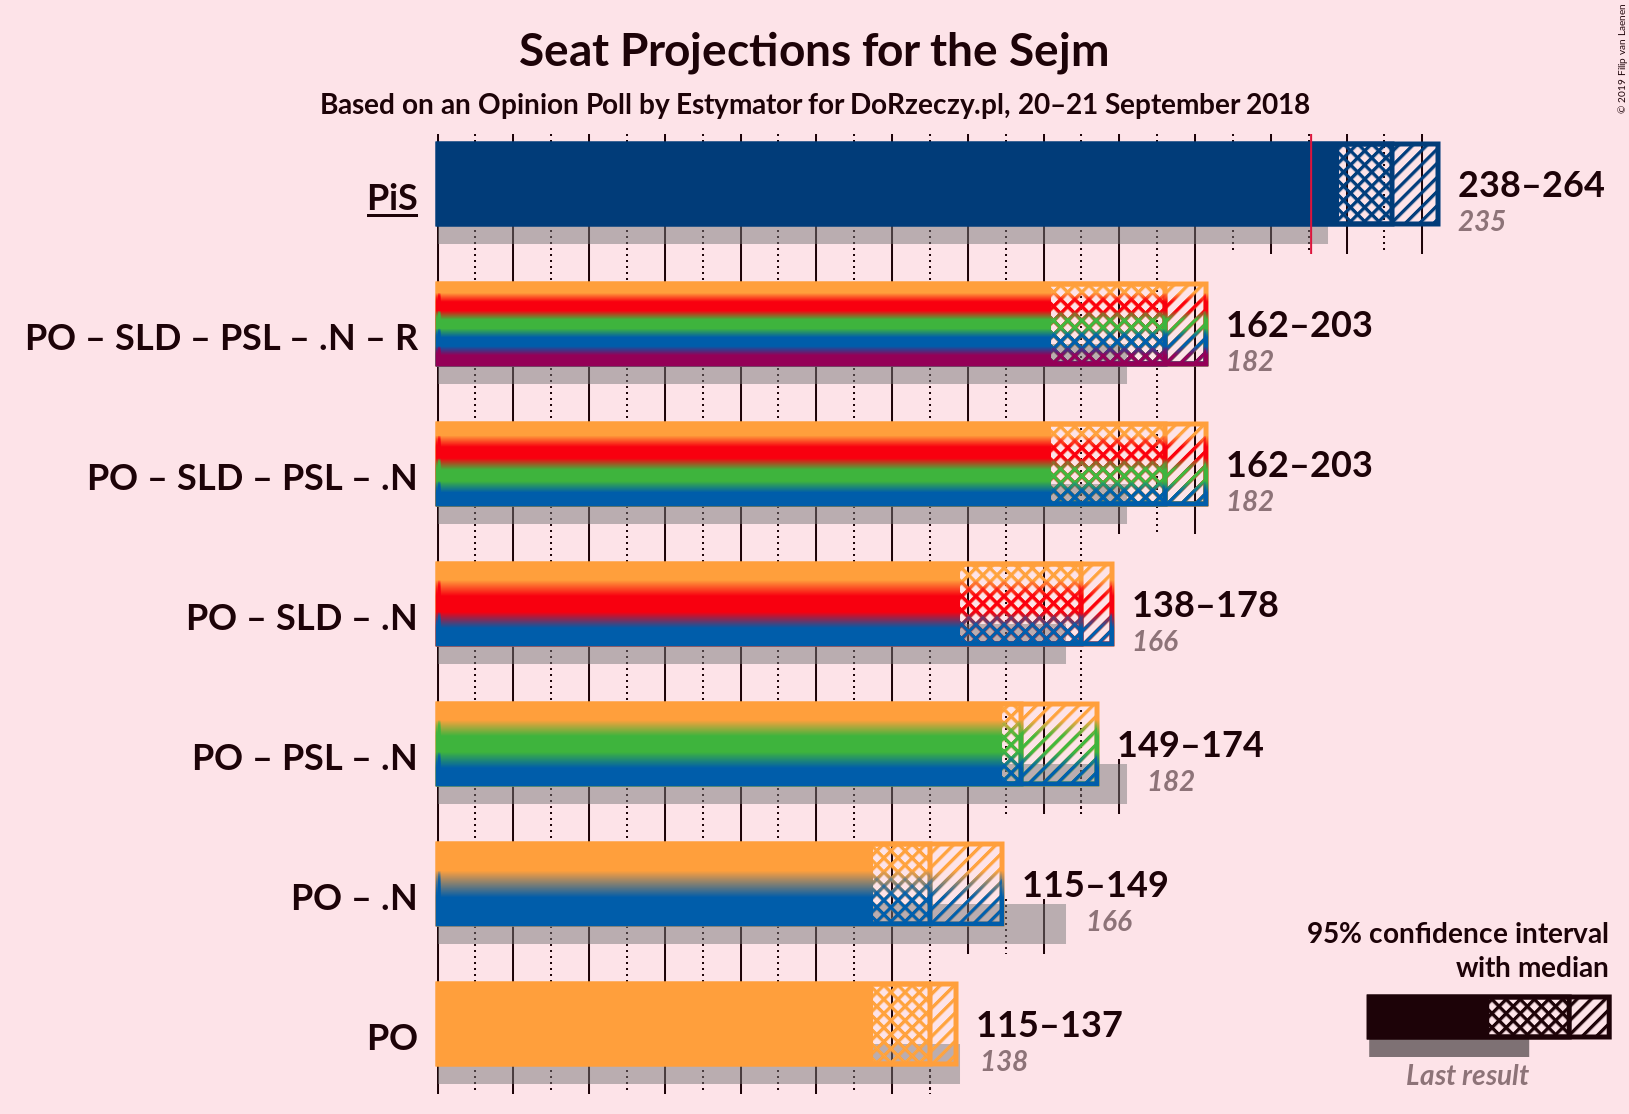 Seat Projections for the Sejm
Based on an Opinion Poll by Estymator for DoRzeczy.pl, 20–21 September 2018
© 2019 Filip van Laenen
PiS
238–264
235
PO – SLD – PSL – .N – R
162–203
182
PO – SLD – PSL – .N
162–203
182
PO – SLD – .N
138–178
166
PO – PSL – .N
149–174
182
PO – .N
115–149
166
PO
115–137
138
95% confidence interval
with median
Last result